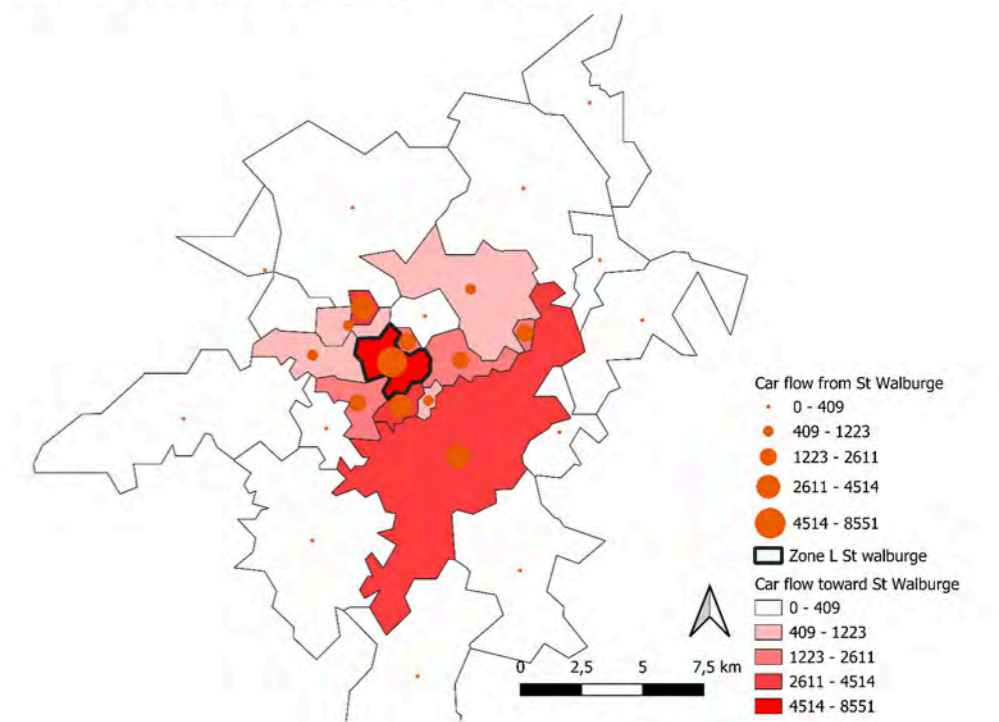 Car flow from St Walburge
0 - 409
409 - 1223
1223 - 2611
2611 - 4514
4514 - 8551
Zone L St walburge
Car flow toward St Walburge
0 - 409
409 - 1223
1223 - 2611
2611 - 4514
4514 - 8551
0 2,5 5 7,5 km